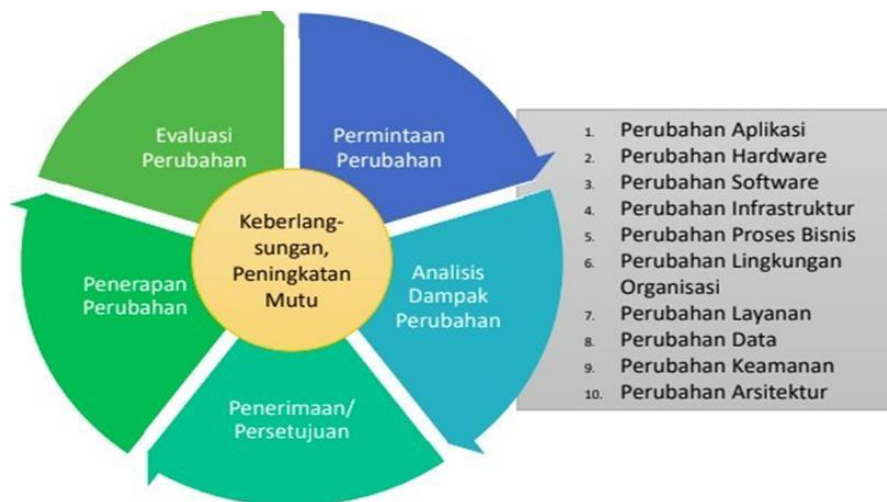 Evaluasi
Perubahan
Permintaan
Perubahan
Keberlang-
sungan,
Peningkatan
Mutu
Penerapan
Perubahan
Analisis
Dampak
Perubahan
Penerimaan/
Persetujuan
1. Perubahan Aplikasi
2. Perubahan Hardware
3. Perubahan Software
4. Perubahan Infrastruktur
5. Perubahan Proses Bisnis
6. Perubahan Lingkungan
Organisasi
7. Perubahan Layanan
8. Perubahan Data
9. Perubahan Keamanan
10. Perubahan Arsitektur